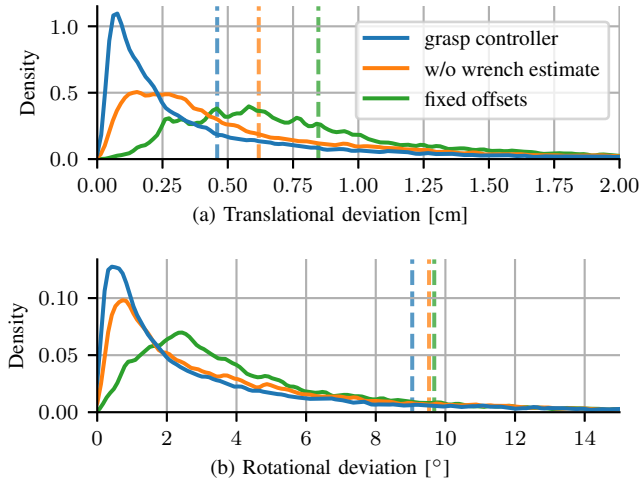 Density
1.0
0.5
0.0
grasp controller
w/o wrench estimate
fixed offsets
0.00 0.25 0.50 0.75 1.00 1.25 1.50 1.75 2.00
(a) Translational deviation [cm]
Density
0.10
0.05
0.00
0 2 4 6 8 10 12 14
(b) Rotational deviation [°]